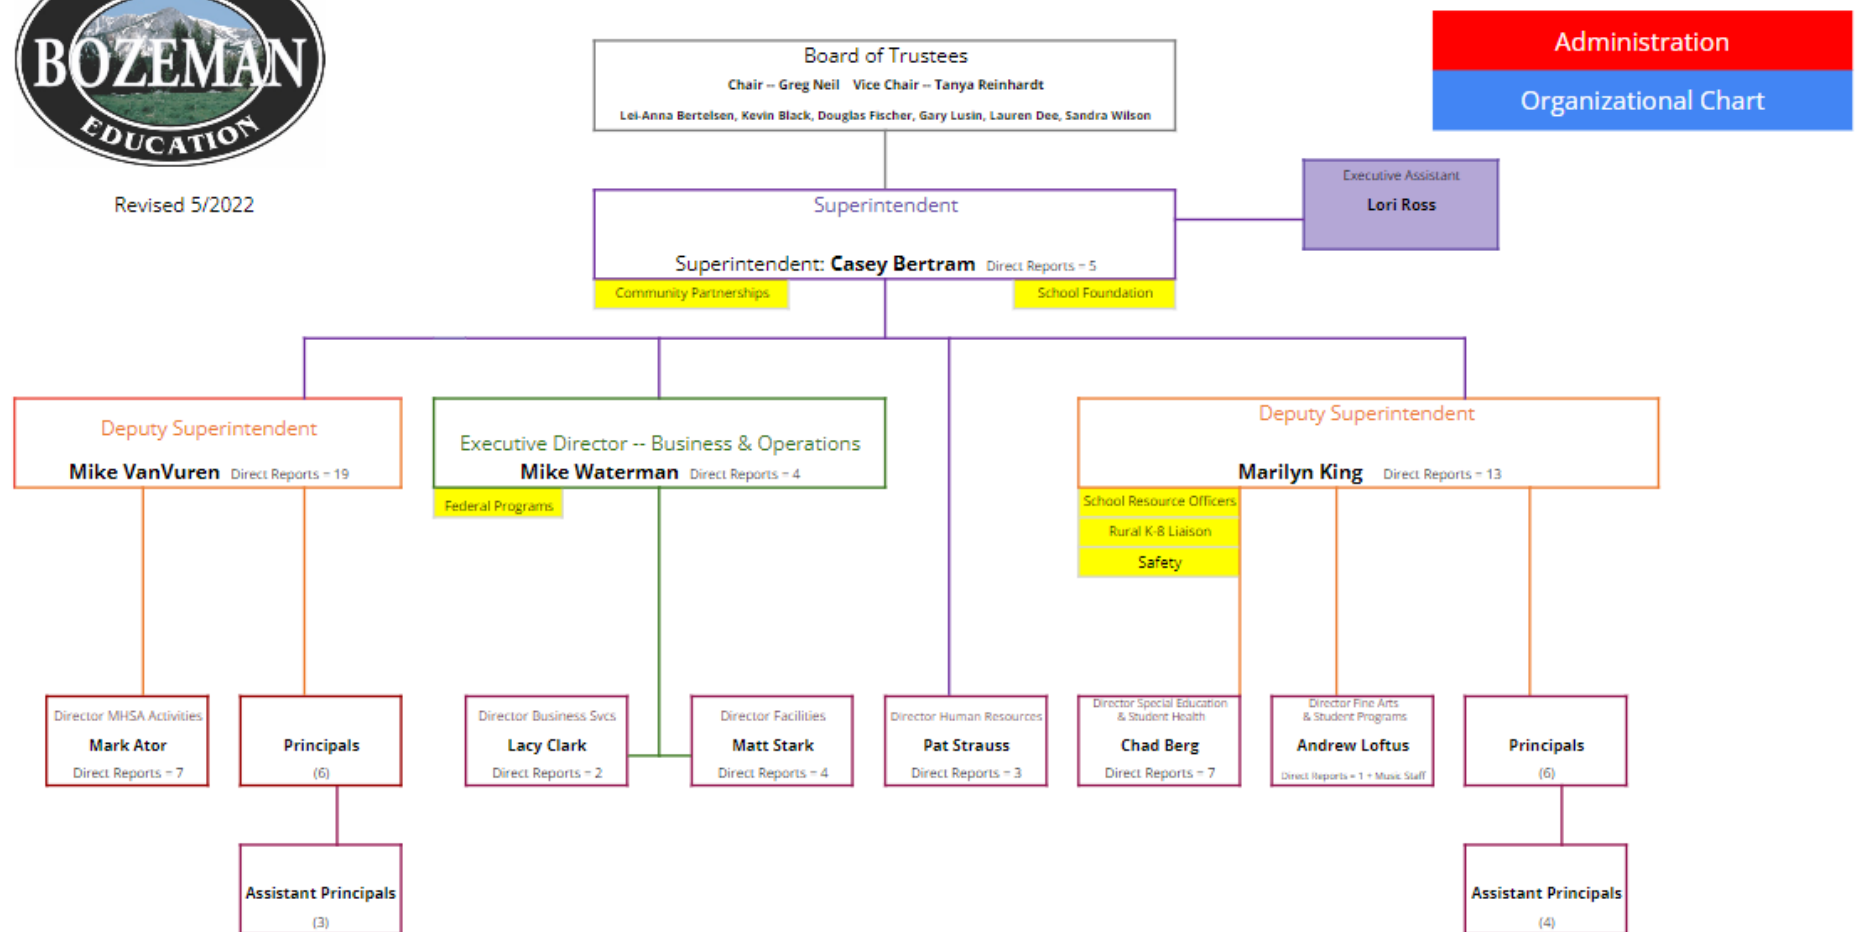 BOZEMAN
EDUCATION
Revised 5/2022
Administration
Organizational Chart
Board of Trustees
Chair -- Greg Neil Vice Chair -- Tanya Reinhardt
Lei-Anna Bertelsen, Kevin Black, Douglas Fischer, Gary Lusin, Lauren Dee, Sandra Wilson
Executive Assistant
Lori Ross
Superintendent
Superintendent: Casey Bertram Direct Reports = 5
Community Partnerships
School Foundation
Deputy Superintendent
Mike VanVuren Direct Reports = 19
Executive Director -- Business & Operations
Mike Waterman Direct Reports = 4
Federal Programs
Deputy Superintendent
Marilyn King Direct Reports = 13
School Resource Officers
Rural K-8 Liaison
Safety
Director MHSA Activities
Mark Ator
Direct Reports = 7
Principals
(6)
Director Business Svcs
Lacy Clark
Direct Reports = 2
Director Facilities
Matt Stark
Direct Reports = 4
Director Human Resources
Pat Strauss
Direct Reports = 3
Director Special Education
& Student Health
Chad Berg
Direct Reports = 7
Director Fine Arts
& Student Programs
Andrew Loftus
Direct Reports = 1 + Music Staff
Principals
(6)
Assistant Principals
(3)
Assistant Principals
(4)